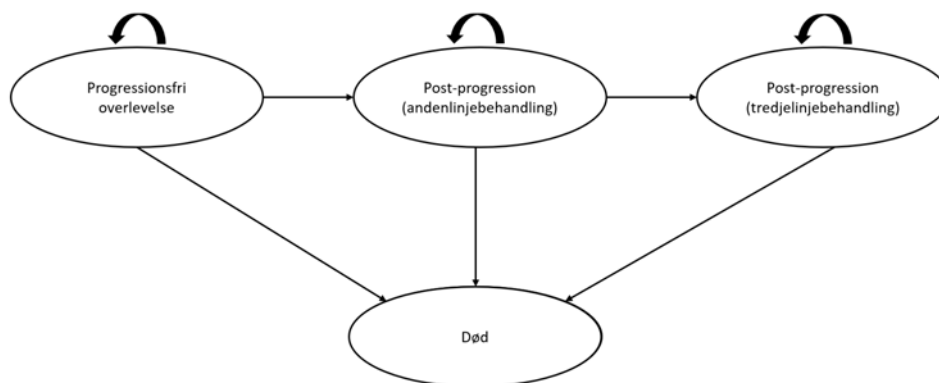 Progressionsfri
overlevelse
Post-progression
(andenlinjebehandling)
Post-progression
(tredjelinjebehandling)
Død